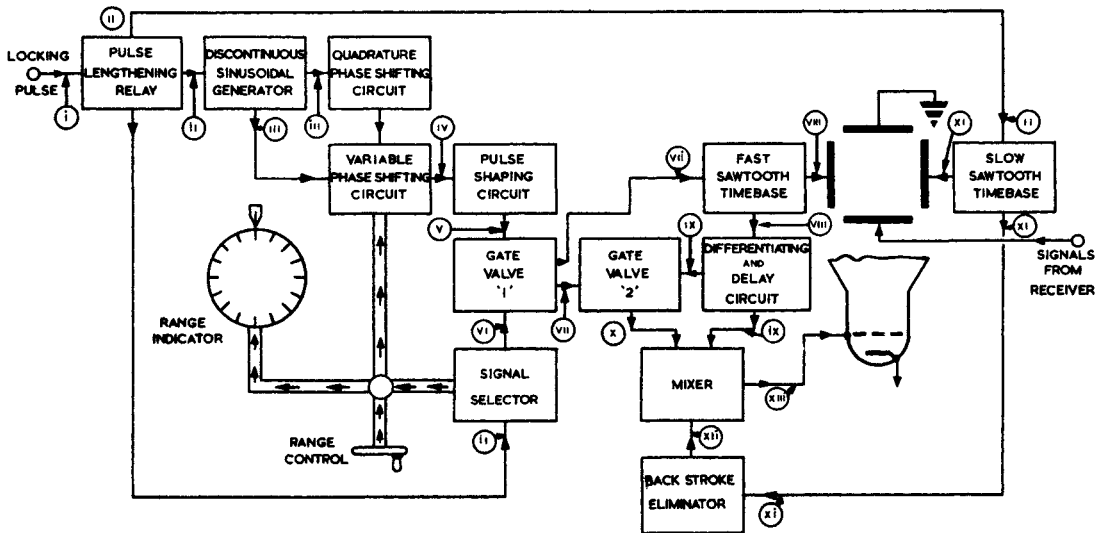 II
LOCKING
PULSE
i
PULSE
LENGTHENING
RELAY
ii
DISCONTINUOUS
SINUSOIDAL
GENERATOR
iii
QUADRATURE
PHASE SHIFTING
CIRCUIT
III
VARIABLE
PHASE SHIFTING
CIRCUIT
IV
PULSE
SHAPING
CIRCUIT
VII
FAST
SAWTOOTH
TIMEBASE
VIII
XI
II
SLOW
SAWTOOTH
TIMEBASE
V
VIII
XI
GATE
VALVE
'1'
GATE
VALVE
'2'
IX
DIFFERENTIATING
AND
DELAY
CIRCUIT
SIGNALS
FROM
RECEIVER
RANGE
INDICATOR
VI
VII
X
IX
SIGNAL
SELECTOR
MIXER
XIII
RANGE
CONTROL
II
XII
BACK STROKE
ELIMINATOR
XI